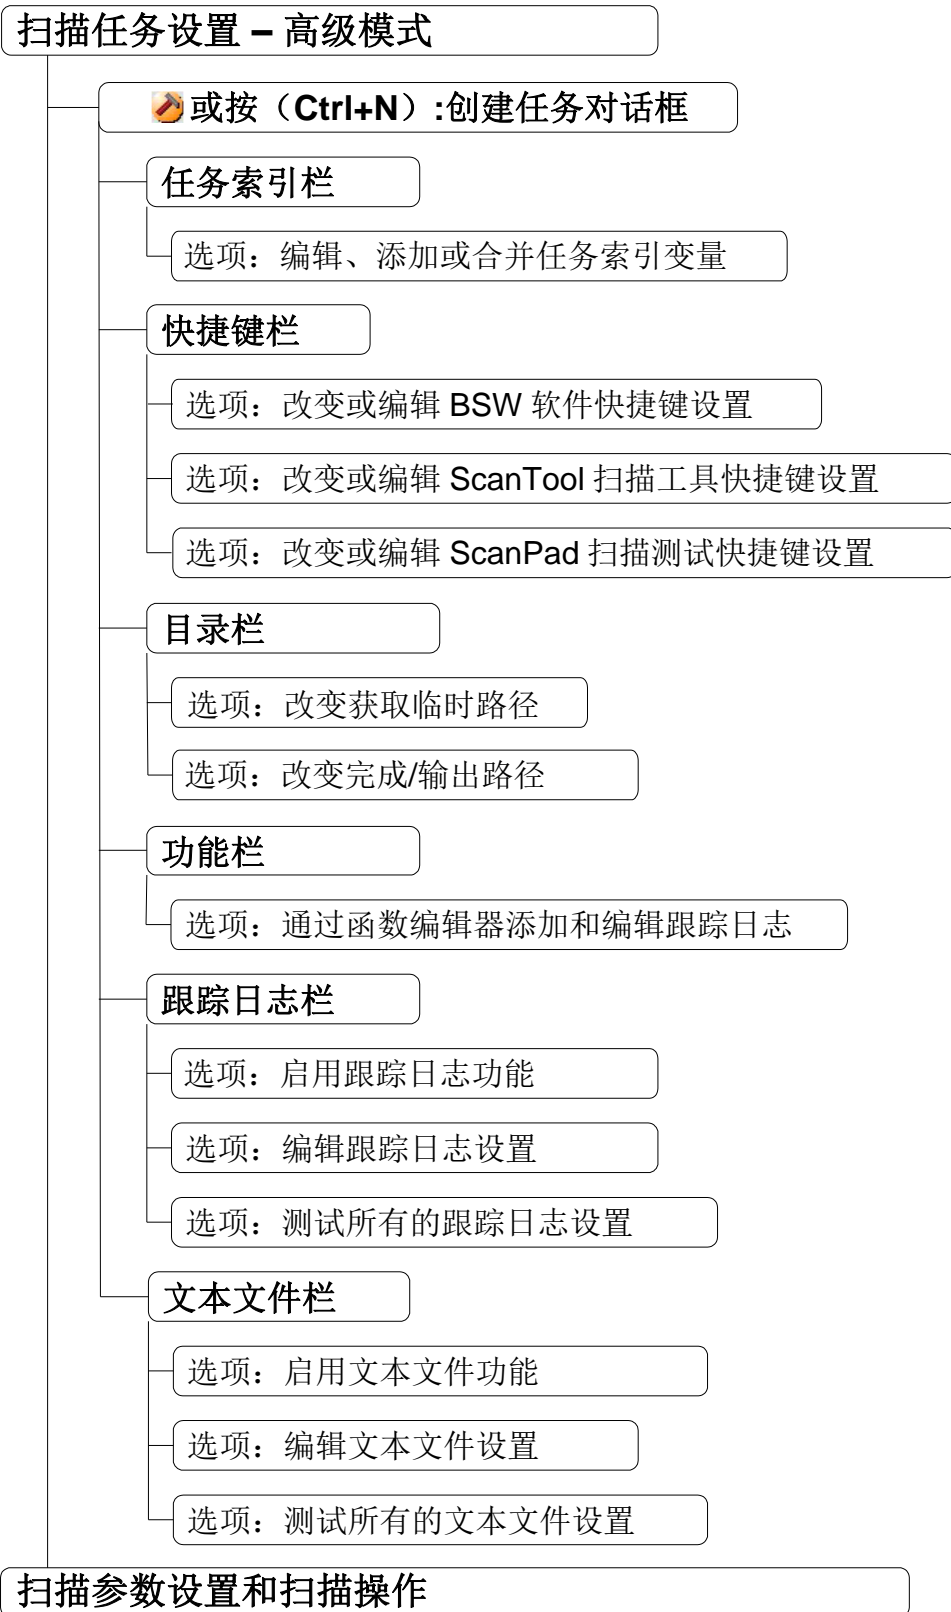 扫描任务设置 – 高级模式
或按（Ctrl+N）:创建任务对话框
任务索引栏
选项：编辑、添加或合并任务索引变量
快捷键栏
选项：改变或编辑 BSW 软件快捷键设置
选项：改变或编辑 ScanTool 扫描工具快捷键设置
选项：改变或编辑 ScanPad 扫描测试快捷键设置
目录栏
选项：改变获取临时路径
选项：改变完成/输出路径
功能栏
选项：通过函数编辑器添加和编辑跟踪日志
跟踪日志栏
选项：启用跟踪日志功能
选项：编辑跟踪日志设置
选项：测试所有的跟踪日志设置
文本文件栏
选项：启用文本文件功能
选项：编辑文本文件设置
选项：测试所有的文本文件设置
扫描参数设置和扫描操作